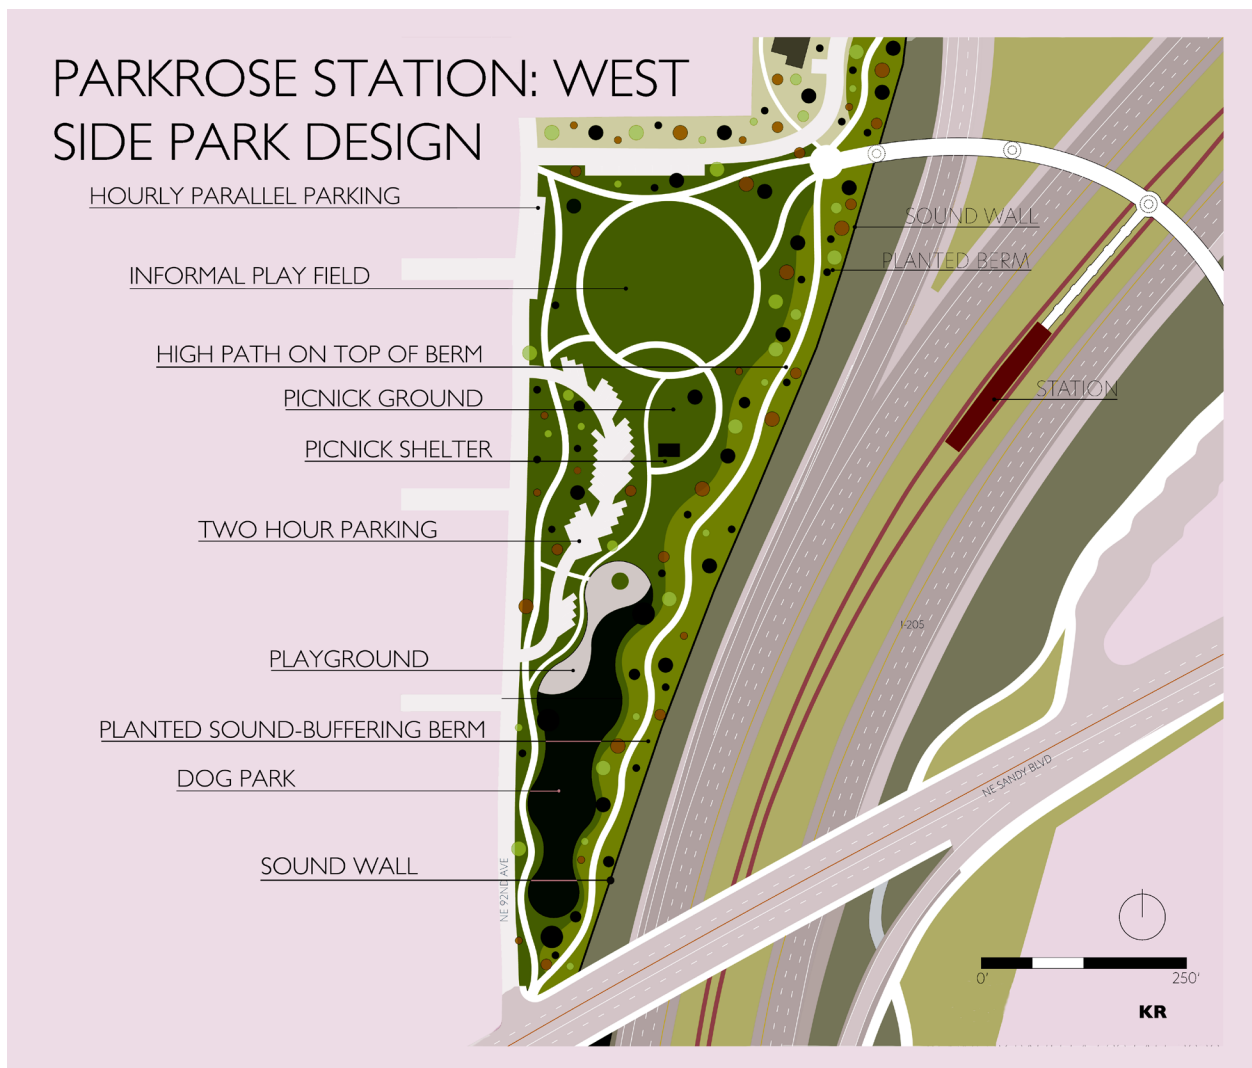 PARKROSE STATION: WEST
SIDE PARK DESIGN
HOURLY PARALLEL PARKING
SOUND WALL
PLANTED BERM
INFORMAL PLAY FIELD
HIGH PATH ON TOP OF BERM
STATION
PICNICK GROUND
PICNICK SHELTER
TWO HOUR PARKING
I-205
PLAYGROUND
PLANTED SOUND-BUFFERING BERM
DOG PARK
NE SANDY BLVD
SOUND WALL
NE 92ND AVE
0' 250'
KR